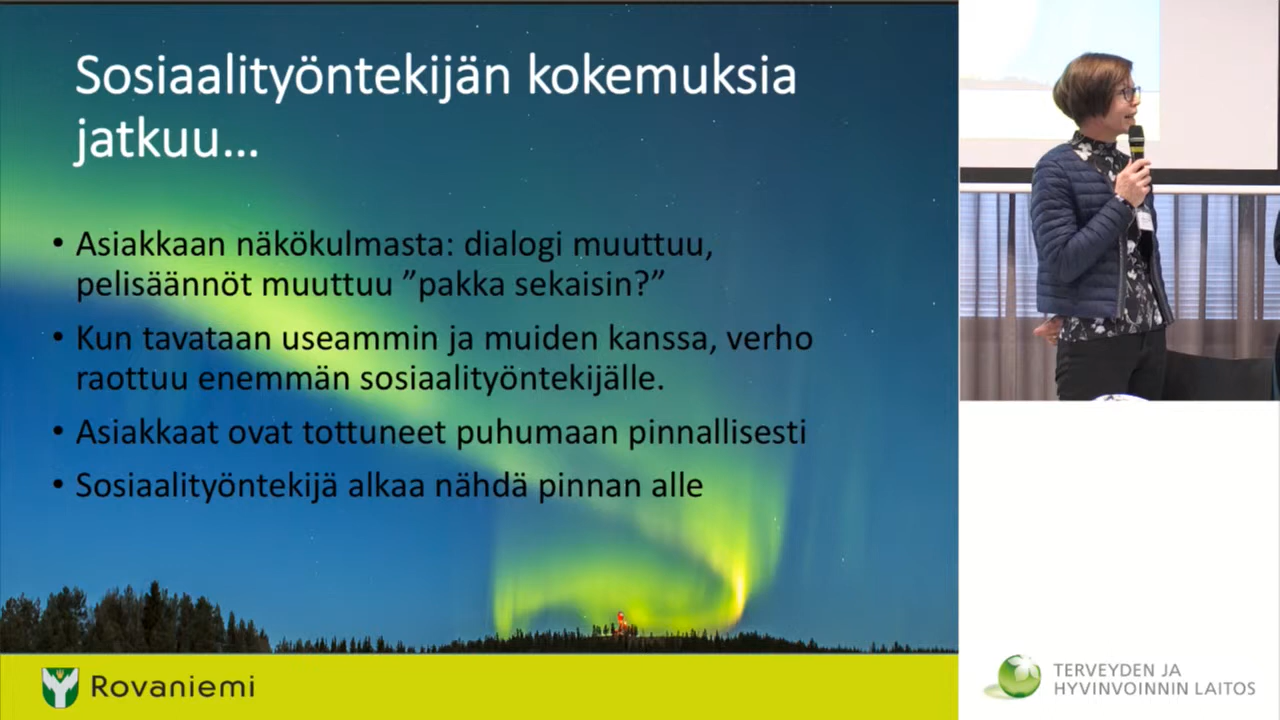 Sosiaalityöntekijän kokemuksia
jatkuu...
• Asiakkaan näkökulmasta: dialogi muuttuu,
pelisäännöt muuttuu ”pakka sekaisin?”
• Kun tavataan useammin ja muiden kanssa, verho
raottuu enemmän sosiaalityöntekijälle.
• Asiakkaat ovat tottuneet puhumaan pinnallisesti
• Sosiaalityöntekijä alkaa nähdä pinnan alle
Rovaniemi
TERVEYDEN JA
HYVINVOINNIN LAITOS